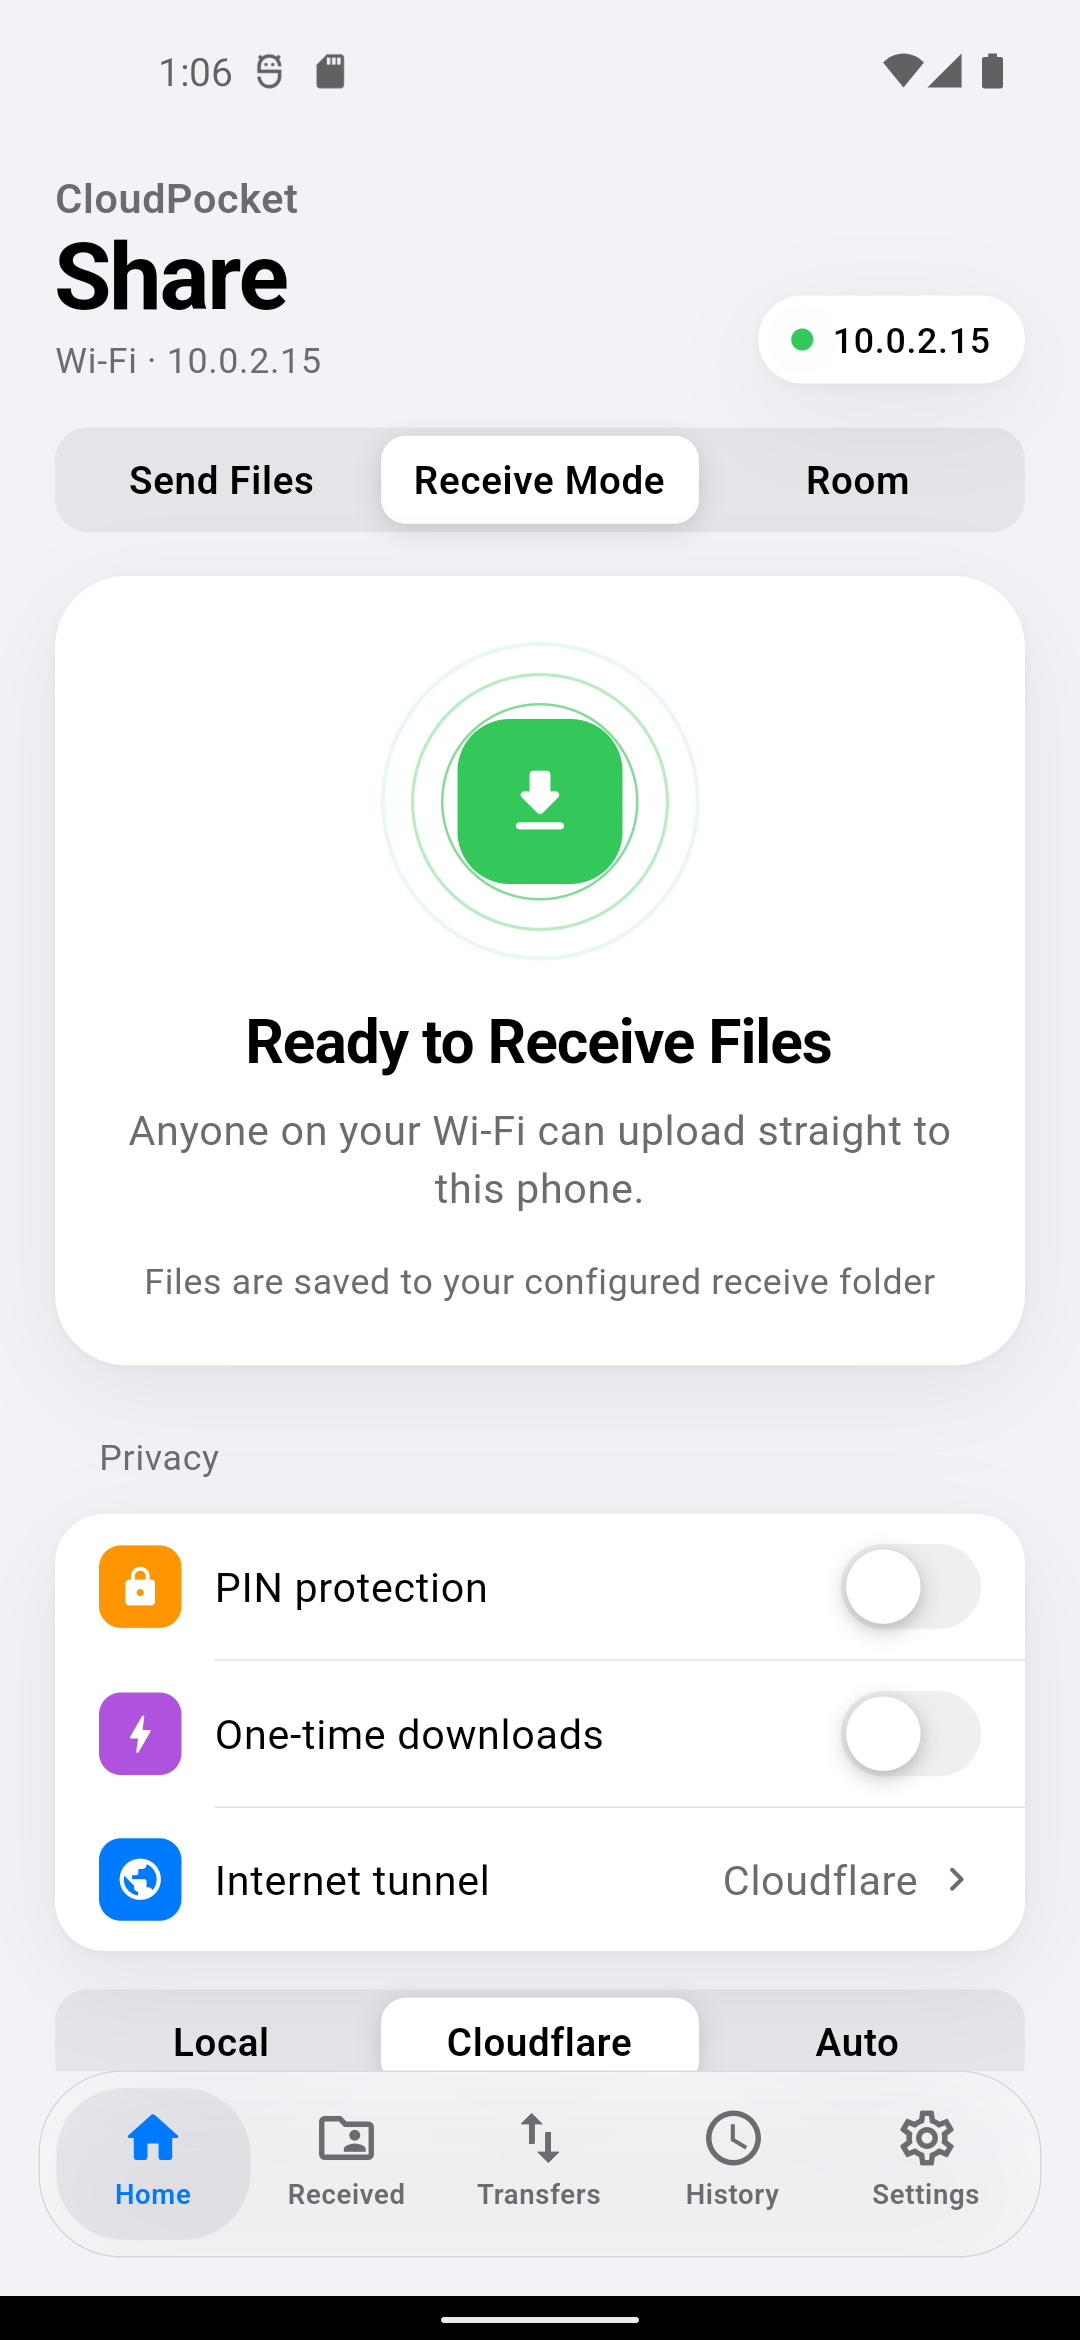 1:06
CloudPocket
Share
Wi-Fi · 10.0.2.15
10.0.2.15
Send Files
Receive Mode
Room
Ready to Receive Files
Anyone on your Wi-Fi can upload straight to
this phone.
Files are saved to your configured receive folder
Privacy
PIN protection
One-time downloads
Internet tunnel
Cloudflare
Local
Cloudflare
Auto
Home
Received
Transfers
History
Settings